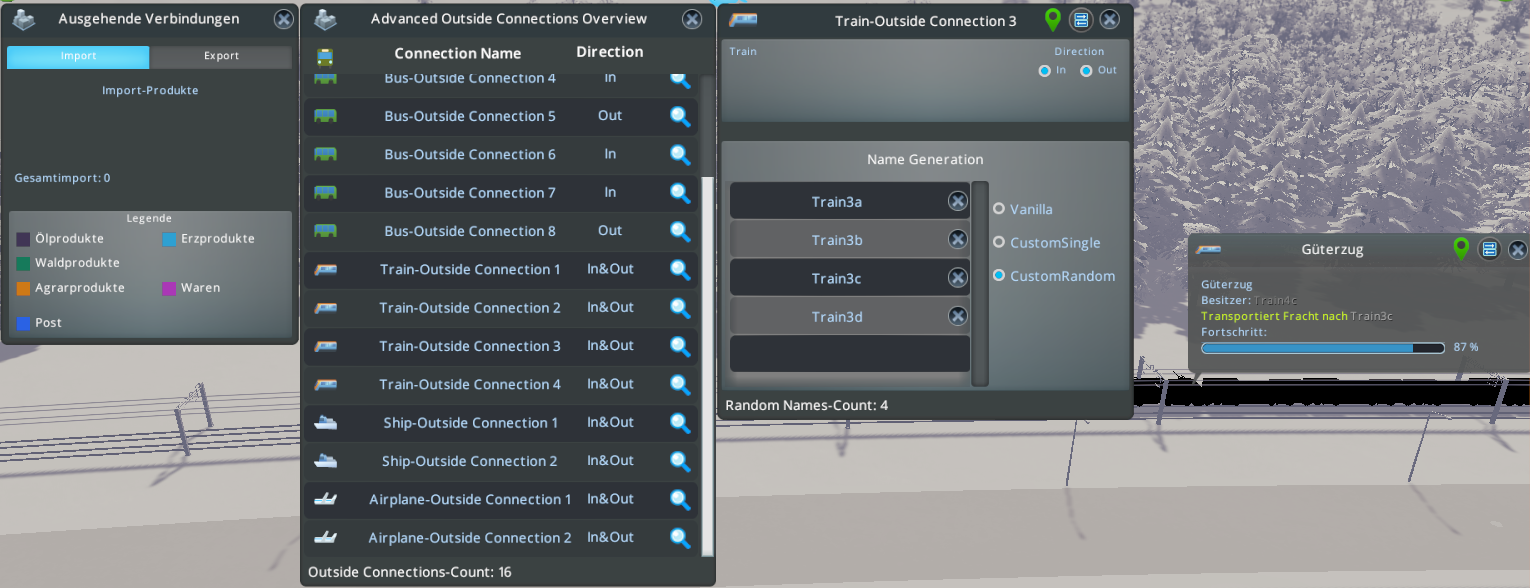 Ausgehende Verbindungen
Import Export
Import-Produkte
Gesamtimport: 0
Legende
Ölprodukte Erzprodukte
Waldprodukte
Agrarprodukte Waren
Post
Advanced Outside Connections Overview
Connection Name Direction
Bus-Outside Connection 4 In
Bus-Outside Connection 5 Out
Bus-Outside Connection 6 In
Bus-Outside Connection 7 In
Bus-Outside Connection 8 Out
Train-Outside Connection 1 In&Out
Train-Outside Connection 2 In&Out
Train-Outside Connection 3 In&Out
Train-Outside Connection 4 In&Out
Ship-Outside Connection 1 In&Out
Ship-Outside Connection 2 In&Out
Airplane-Outside Connection 1 In&Out
Airplane-Outside Connection 2 In&Out
Outside Connections-Count: 16
Train-Outside Connection 3
Train Direction
In Out
Name Generation
Train3a
Train3b
Train3c
Train3d
Vanilla
CustomSingle
CustomRandom
Random Names-Count: 4
Güterzug
Güterzug
Besitzer: Train4c
Transportiert Fracht nach Train3c
Fortschritt:
87 %